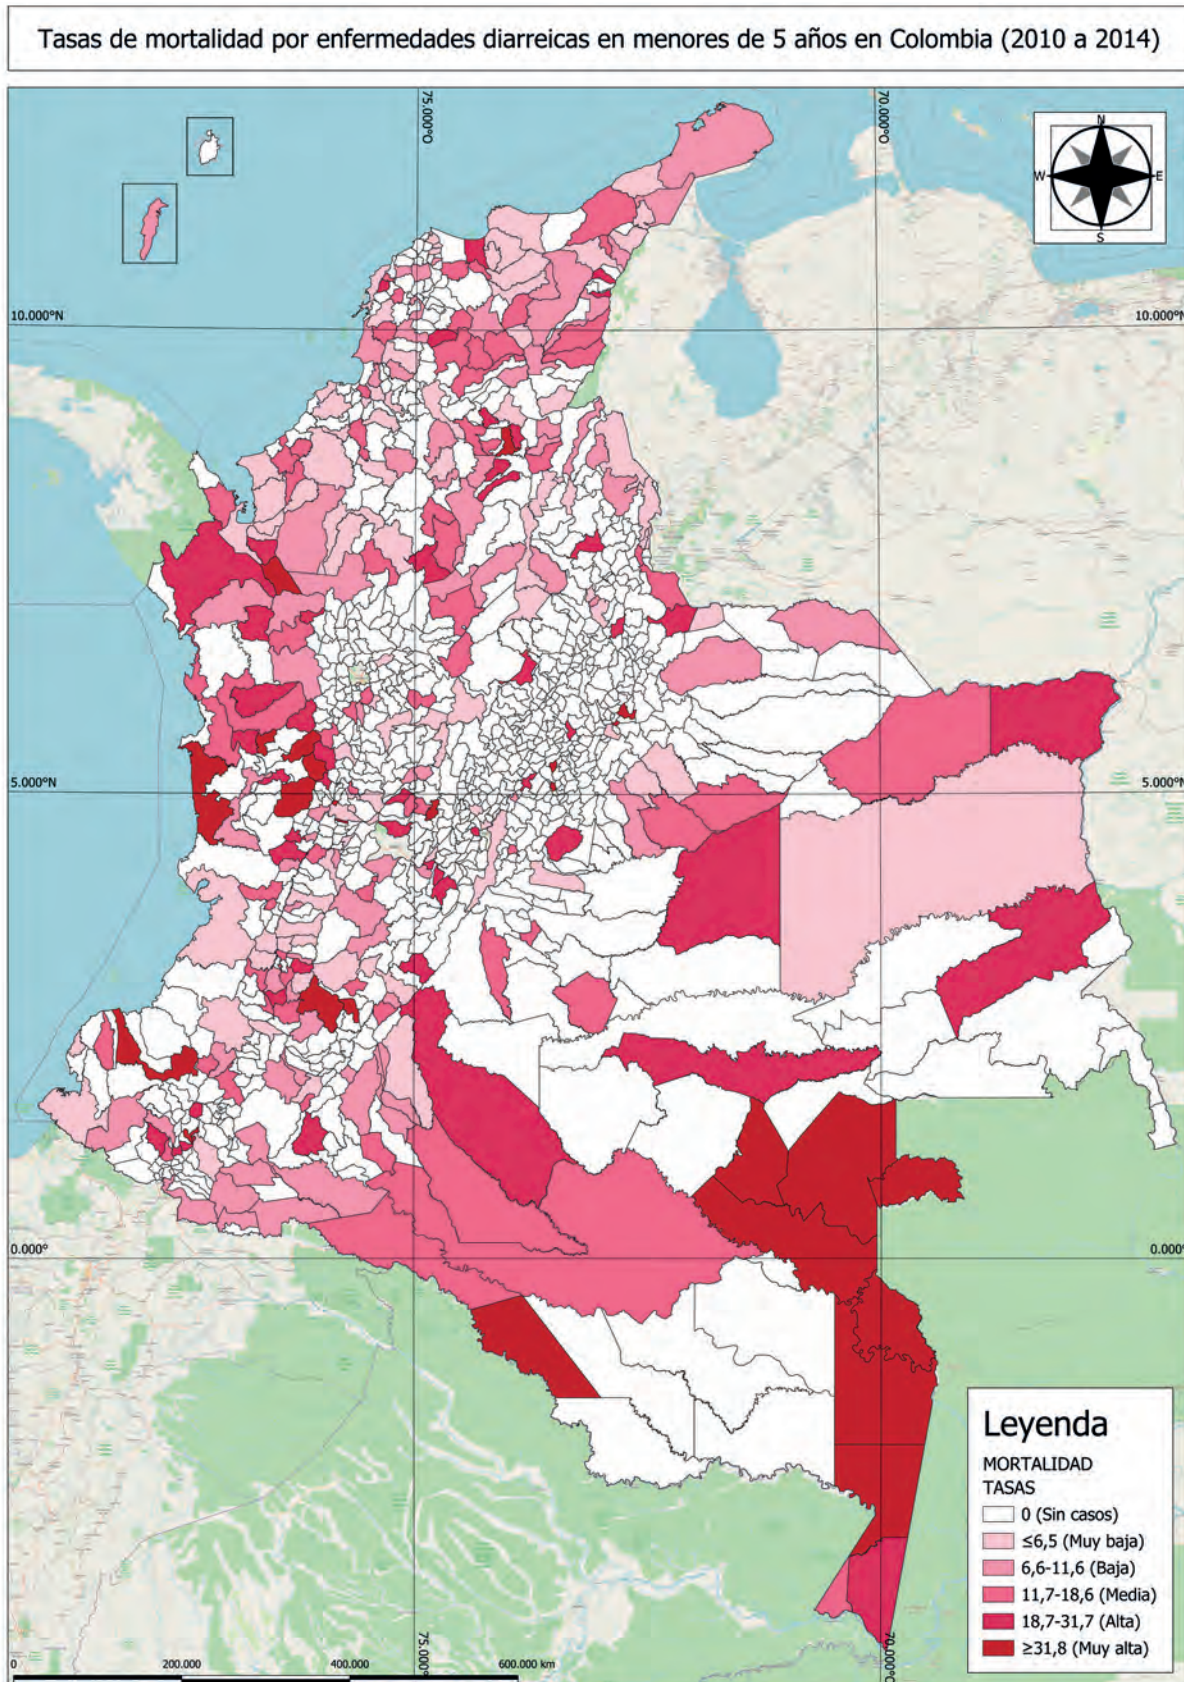 Tasas de mortalidad por enfermedades diarreicas en menores de 5 años en Colombia (2010 a 2014)
75.000°O
70.000°O
N
W
E
S
10.000°N
10.000°N
5.000°N
5.000°N
0.000°
0.000°
75.000°O
70.000°O
Leyenda
MORTALIDAD
TASAS
0 (Sin casos)
≤6,5 (Muy baja)
6,6-11,6 (Baja)
11,7-18,6 (Media)
18,7-31,7 (Alta)
≥31,8 (Muy alta)
0
200.000
400.000
600.000 km